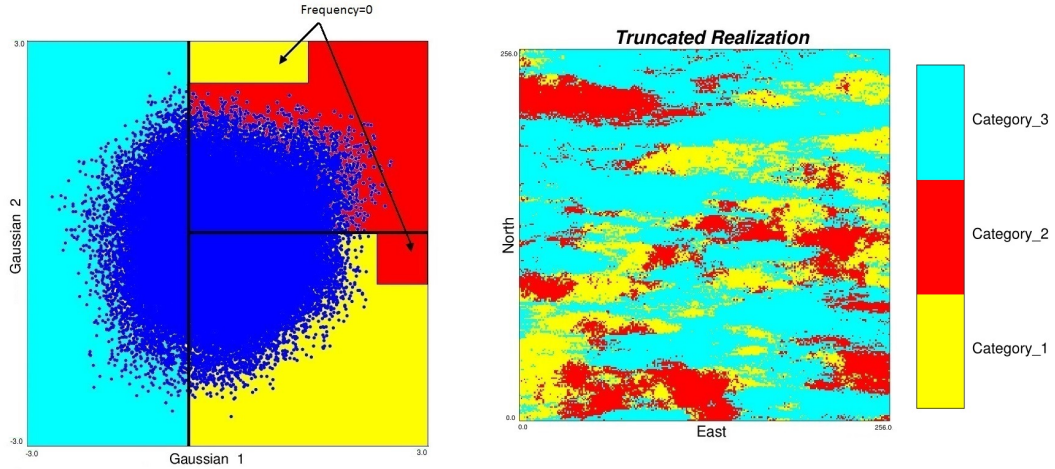 Frequency=0
3.0
Gaussian 2
-3.0
-3.0
Gaussian 1
3.0
Truncated Realization
256.0
North
0.0
0.0
East
256.0
Category_3
Category_2
Category_1